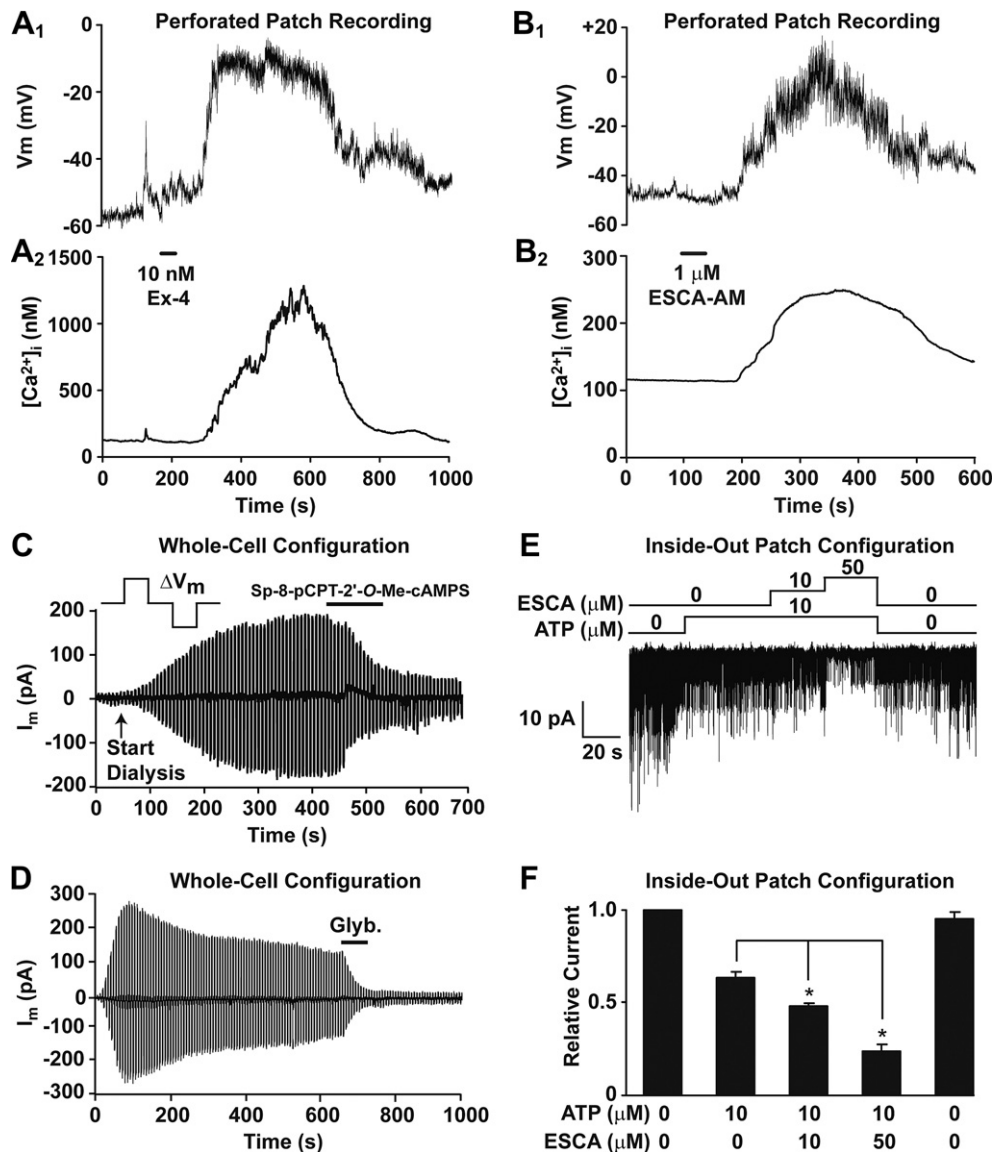 A1 Perforated Patch Recording
0
-20
-40
-60
Vm (mV)
A2
1500
1000
500
0
[Ca2+]i (nM)
10 nM
Ex-4
0 200 400 600 800 1000
Time (s)
B1 Perforated Patch Recording
+20
0
-20
-40
-60
Vm (mV)
B2
300
200
100
0
[Ca2+]i (nM)
1 μM
ESCA-AM
0 100 200 300 400 500 600
Time (s)
C Whole-Cell Configuration
ΔVm
Sp-8-pCPT-2'-O-Me-cAMPS
200
100
0
-100
-200
Im (pA)
Start
Dialysis
0 100 200 300 400 500 600 700
Time (s)
D Whole-Cell Configuration
300
200
100
0
-100
-200
-300
Im (pA)
Glyb.
0 200 400 600 800 1000
Time (s)
E Inside-Out Patch Configuration
ESCA (μM) 0 10 50 0
ATP (μM) 0 10 0
10 pA
20 s
F Inside-Out Patch Configuration
1.0
0.5
0
Relative Current
* *
ATP (μM) 0 10 10 10 0
ESCA (μM) 0 0 10 50 0